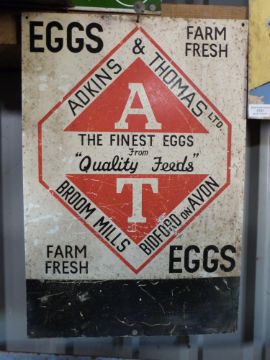 EGGS
FARM
FRESH
ADKINS & THOMAS LTD.
A
THE FINEST EGGS
from
"Quality Feeds"
T
BROOM MILLS
BIDFORD ON AVON
FARM
FRESH
EGGS